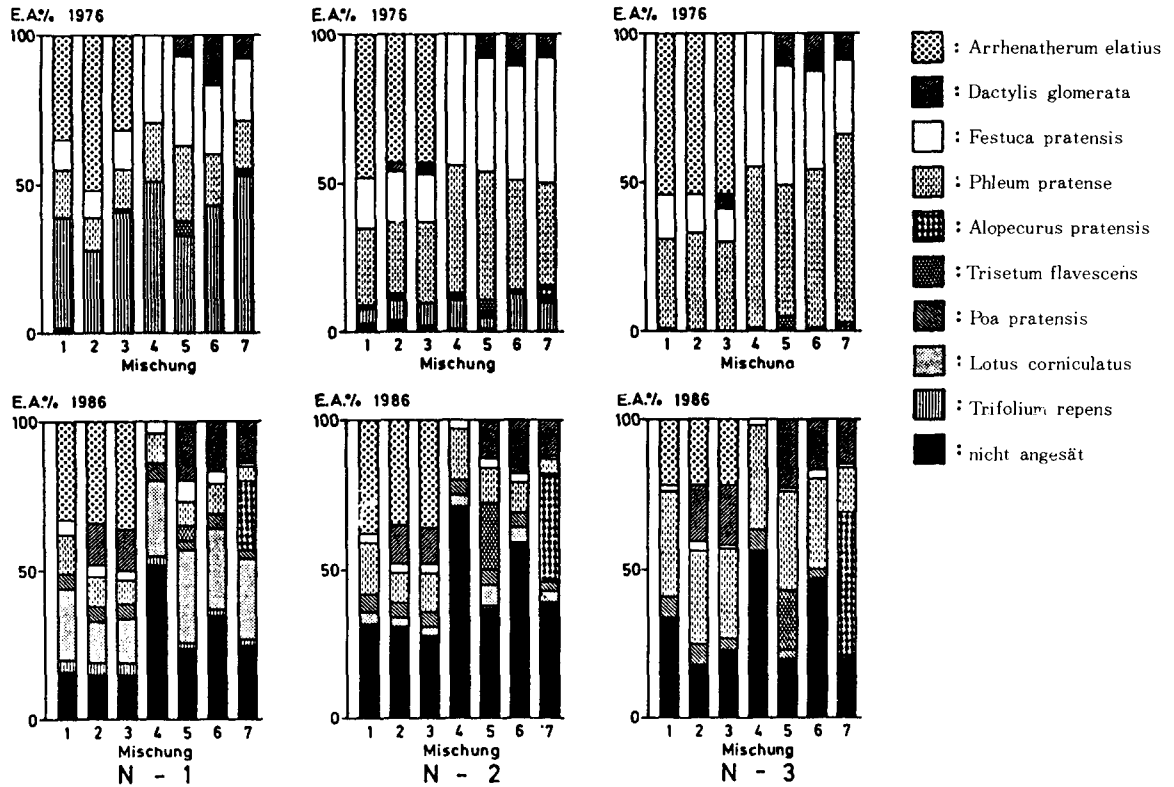 E.A.% 1976
100
50
0
1 2 3 4 5 6 7
Mischung
E.A.% 1976
100
50
0
1 2 3 4 5 6 7
Mischung
E.A.% 1976
100
50
0
1 2 3 4 5 6 7
Mischuna
E.A.% 1986
100
50
0
1 2 3 4 5 6 7
Mischung
N - 1
E.A.% 1986
100
50
0
1 2 3 4 5 6 7
Mischung
N - 2
E.A.% 1986
100
50
0
1 2 3 4 5 6 7
Mischung
N - 3
: Arrhenatherum elatius
: Dactylis glomerata
: Festuca pratensis
: Phleum pratense
: Alopecurus pratensis
: Trisetum flavescens
: Poa pratensis
: Lotus corniculatus
: Trifolium repens
: nicht angesät